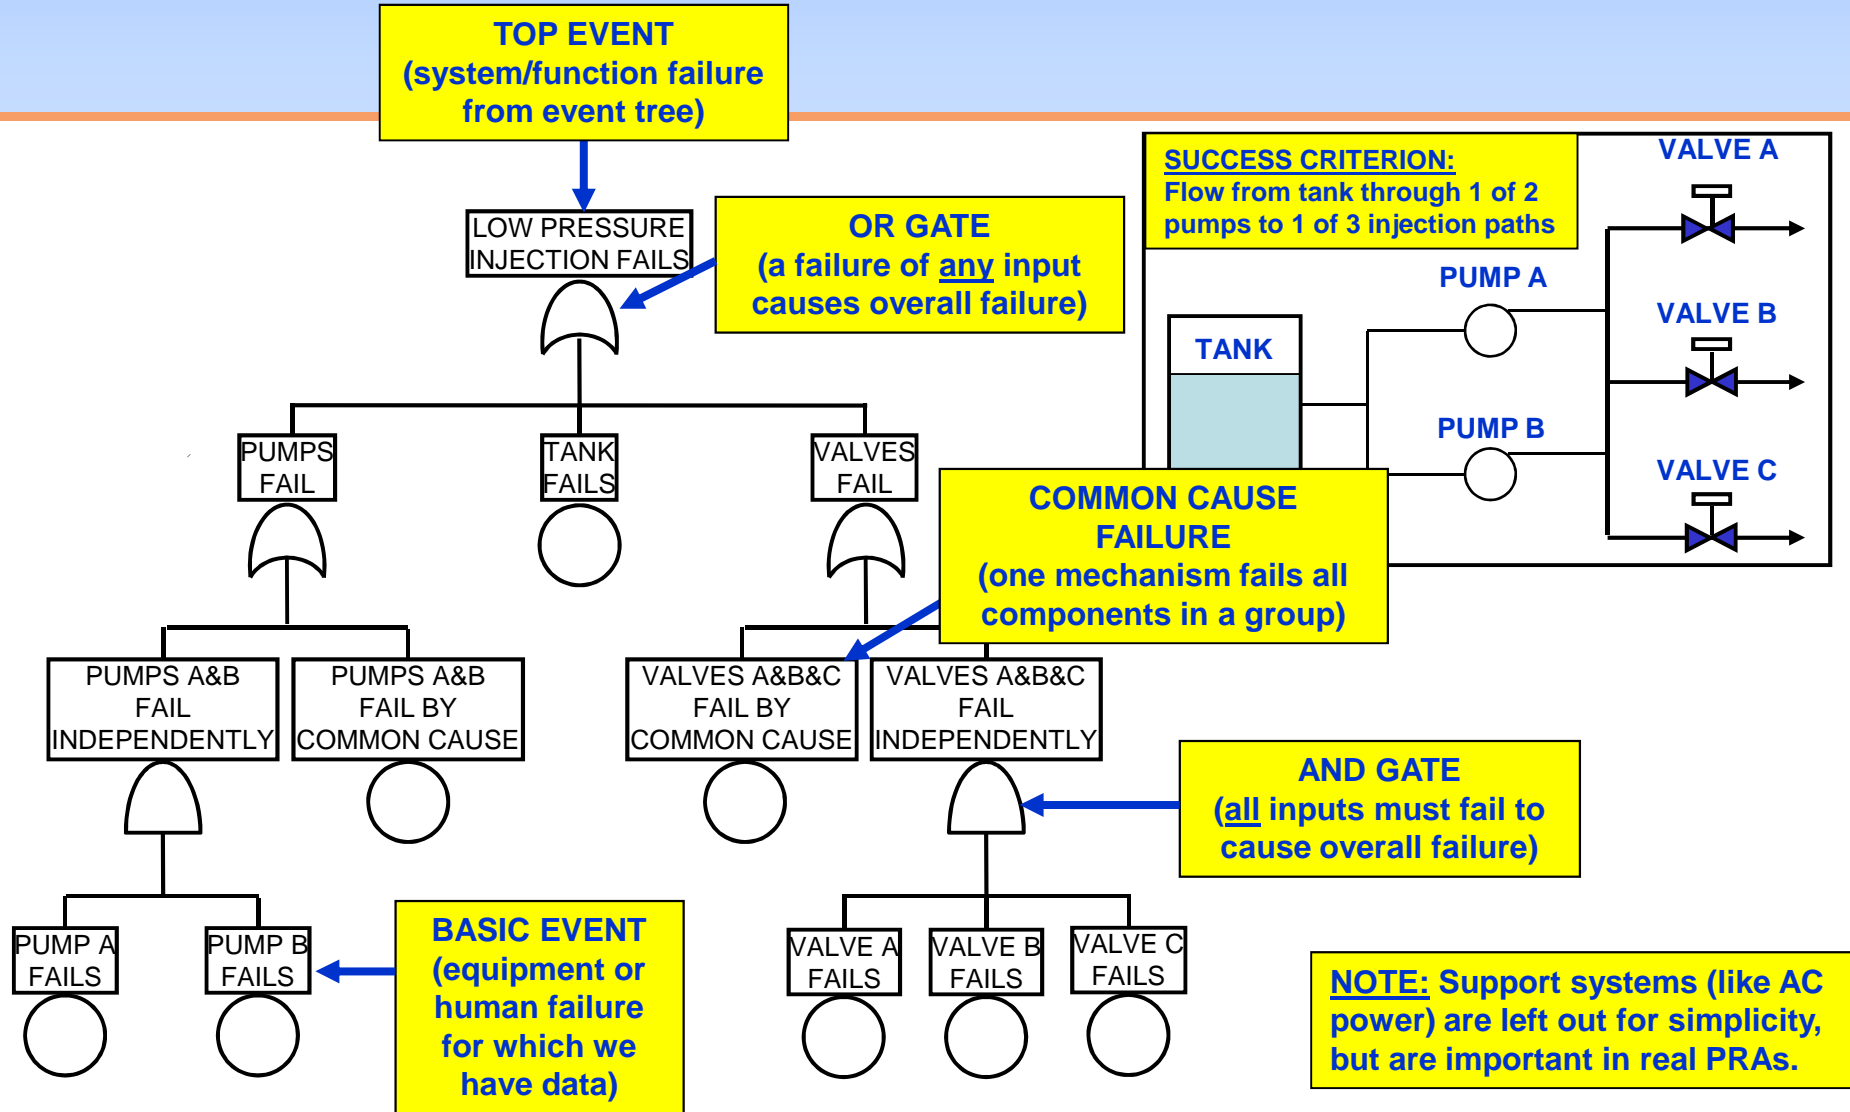 TOP EVENT
(system/function failure
from event tree)
SUCCESS CRITERION:
Flow from tank through 1 of 2
pumps to 1 of 3 injection paths
VALVE A
LOW PRESSURE
INJECTION FAILS
OR GATE
(a failure of any input
causes overall failure)
PUMP A
VALVE B
TANK
PUMP B
VALVE C
PUMPS
FAIL
TANK
FAILS
VALVES
FAIL
COMMON CAUSE
FAILURE
(one mechanism fails all
components in a group)
PUMPS A&B
FAIL
INDEPENDENTLY
PUMPS A&B
FAIL BY
COMMON CAUSE
VALVES A&B&C
FAIL BY
COMMON CAUSE
VALVES A&B&C
FAIL
INDEPENDENTLY
AND GATE
(all inputs must fail to
cause overall failure)
PUMP A
FAILS
PUMP B
FAILS
BASIC EVENT
(equipment or
human failure
for which we
have data)
VALVE A
FAILS
VALVE B
FAILS
VALVE C
FAILS
NOTE: Support systems (like AC
power) are left out for simplicity,
but are important in real PRAs.